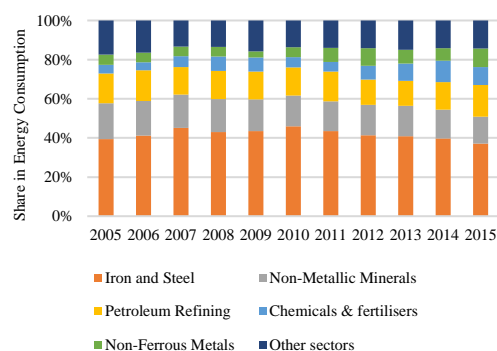 Share in Energy Consumption
100%
80%
60%
40%
20%
0%
2005 2006 2007 2008 2009 2010 2011 2012 2013 2014 2015
Iron and Steel Non-Metallic Minerals
Petroleum Refining Chemicals & fertilisers
Non-Ferrous Metals Other sectors